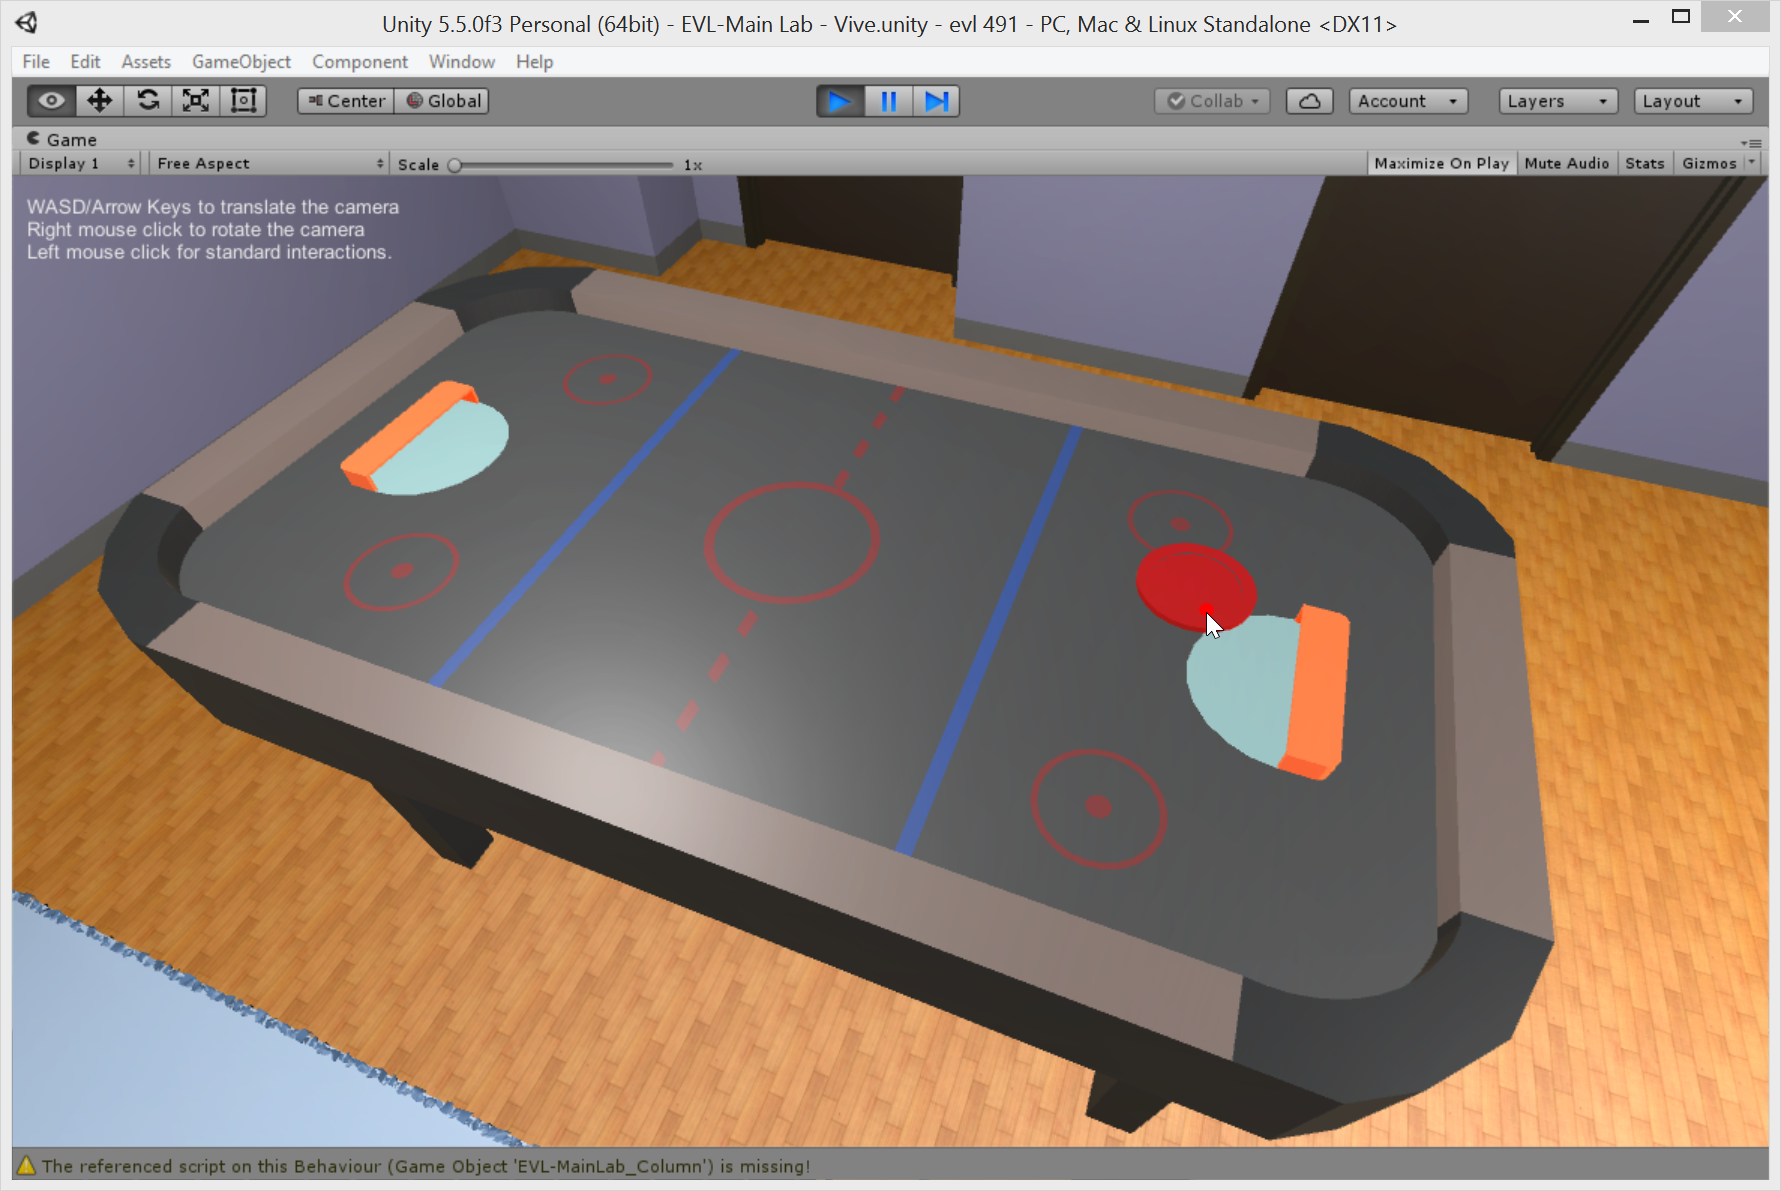 Unity 5.5.0f3 Personal (64bit) - EVL-Main Lab - Vive.unity - evl 491 - PC, Mac & Linux Standalone <DX11>
File Edit Assets GameObject Component Window Help
Center Global Collab Account Layers Layout
Game
Display 1 Free Aspect Scale 1x Maximize On Play Mute Audio Stats Gizmos
WASD/Arrow Keys to translate the camera
Right mouse click to rotate the camera
Left mouse click for standard interactions.
The referenced script on this Behaviour (Game Object 'EVL-MainLab_Column') is missing!